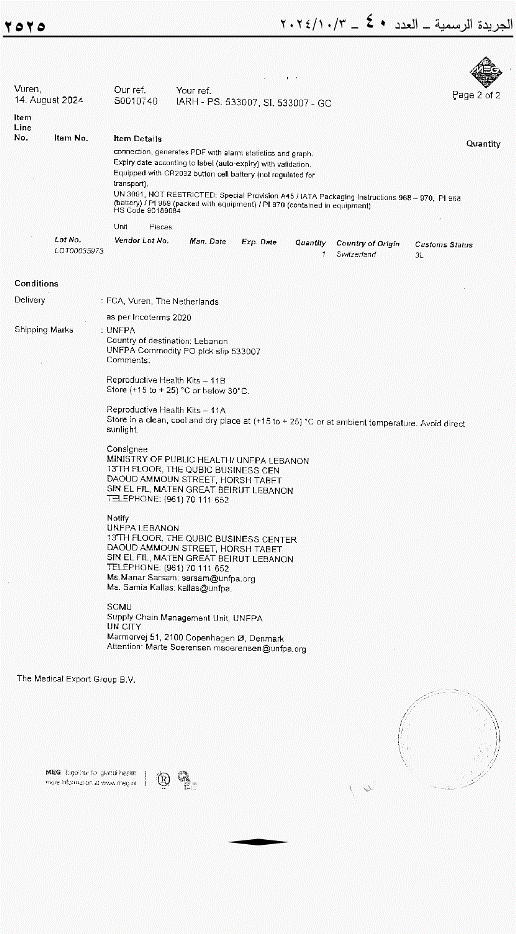 الجريدة الرسمية – العدد ٤٠ – ٢٠٢٤/١٠/٣
٢٥٢٥
MEG
Page 2 of 2
Vuren, Our ref. Your ref.
14. August 2024 S0010740 IARH - PS. 533007, SI. 533007 - GC
Item
Line
No. Item No. Item Details Quantity
connection, generates PDF with alarm statistics and graph.
Expiry date according to label (auto-expiry) with validation.
Equipped with CR2032 button cell battery (not regulated for
transport).
UN 3091, NOT RESTRICTED: Special Provision A45 / IATA Packaging Instructions 968 – 970, PI 968
(battery) / PI 969 (packed with equipment) / PI 970 (contained in equipment)
HS Code 90189084
Unit Pieces
Lot No. Vendor Lot No. Man. Date Exp. Date Quantity Country of Origin Customs Status
LOT00035973 1 Switzerland 3L
Conditions
Delivery : FCA, Vuren, The Netherlands
as per Incoterms 2020
Shipping Marks : UNFPA
Country of destination: Lebanon
UNFPA Commodity PO pick slip 533007
Comments:
Reproductive Health Kits – 11B
Store (+15 to + 25) °C or below 30°C.
Reproductive Health Kits – 11A
Store in a clean, cool and dry place at (+15 to + 25) °C or at ambient temperature. Avoid direct
sunlight.
Consignee
MINISTRY OF PUBLIC HEALTH/ UNFPA LEBANON
13TH FLOOR, THE QUBIC BUSINESS CEN
DAOUD AMMOUN STREET, HORSH TABET
SIN EL FIL, MATEN GREAT BEIRUT LEBANON
TELEPHONE: (961) 70 111 652
Notify
UNFPA LEBANON
13TH FLOOR, THE QUBIC BUSINESS CENTER
DAOUD AMMOUN STREET, HORSH TABET
SIN EL FIL, MATEN GREAT BEIRUT LEBANON
TELEPHONE: (961) 70 111 652
Ms.Manar Sarsam: sarsam@unfpa.org
Ms. Samia Kallas: kallas@unfpa.
SCMU
Supply Chain Management Unit, UNFPA
UN CITY
Marmorvej 51, 2100 Copenhagen Ø, Denmark
Attention: Marte Soerensen msoerensen@unfpa.org
The Medical Export Group B.V.
MEG together for global health
more information @ www.meg.nl